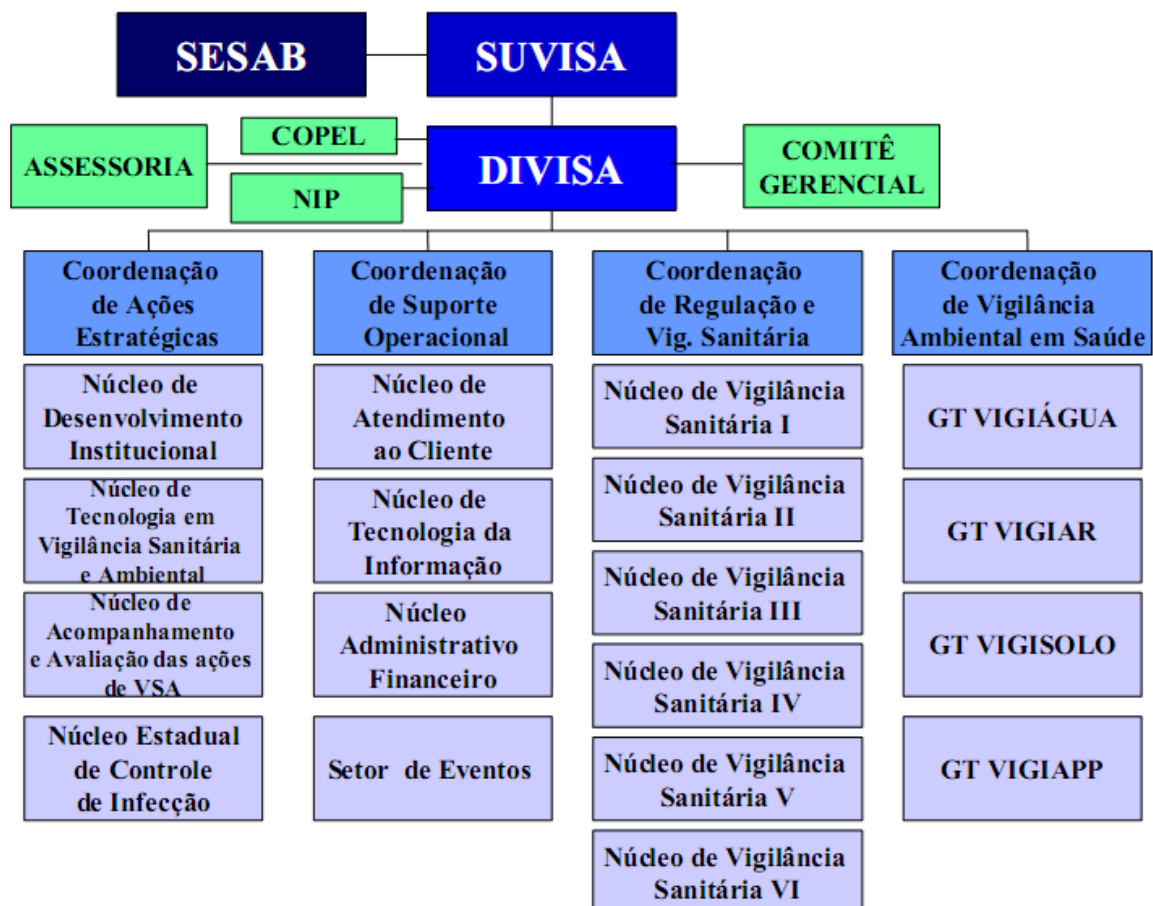 SESAB
SUVISA
COPEL
ASSESSORIA
DIVISA
COMITÊ
GERENCIAL
NIP
Coordenação
de Ações
Estratégicas
Núcleo de
Desenvolvimento
Institucional
Núcleo de
Tecnologia em
Vigilância Sanitária
e Ambiental
Núcleo de
Acompanhamento
e Avaliação das ações
de VSA
Núcleo Estadual
de Controle
de Infecção
Coordenação
de Suporte
Operacional
Núcleo de
Atendimento
ao Cliente
Núcleo de
Tecnologia da
Informação
Núcleo
Administrativo
Financeiro
Setor de Eventos
Coordenação
de Regulação e
Vig. Sanitária
Núcleo de Vigilância
Sanitária I
Núcleo de Vigilância
Sanitária II
Núcleo de Vigilância
Sanitária III
Núcleo de Vigilância
Sanitária IV
Núcleo de Vigilância
Sanitária V
Núcleo de Vigilância
Sanitária VI
Coordenação
de Vigilância
Ambiental em Saúde
GT VIGIÁGUA
GT VIGIAR
GT VIGISOLO
GT VIGIAPP